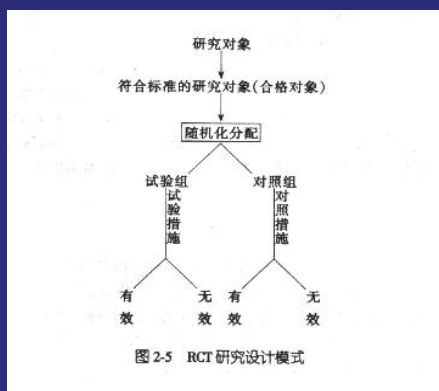 研究对象
符合标准的研究对象(合格对象)
随机化分配
试验组 对照组
试验措施 对照措施
有效 无效 有效 无效
图 2-5 RCT 研究设计模式